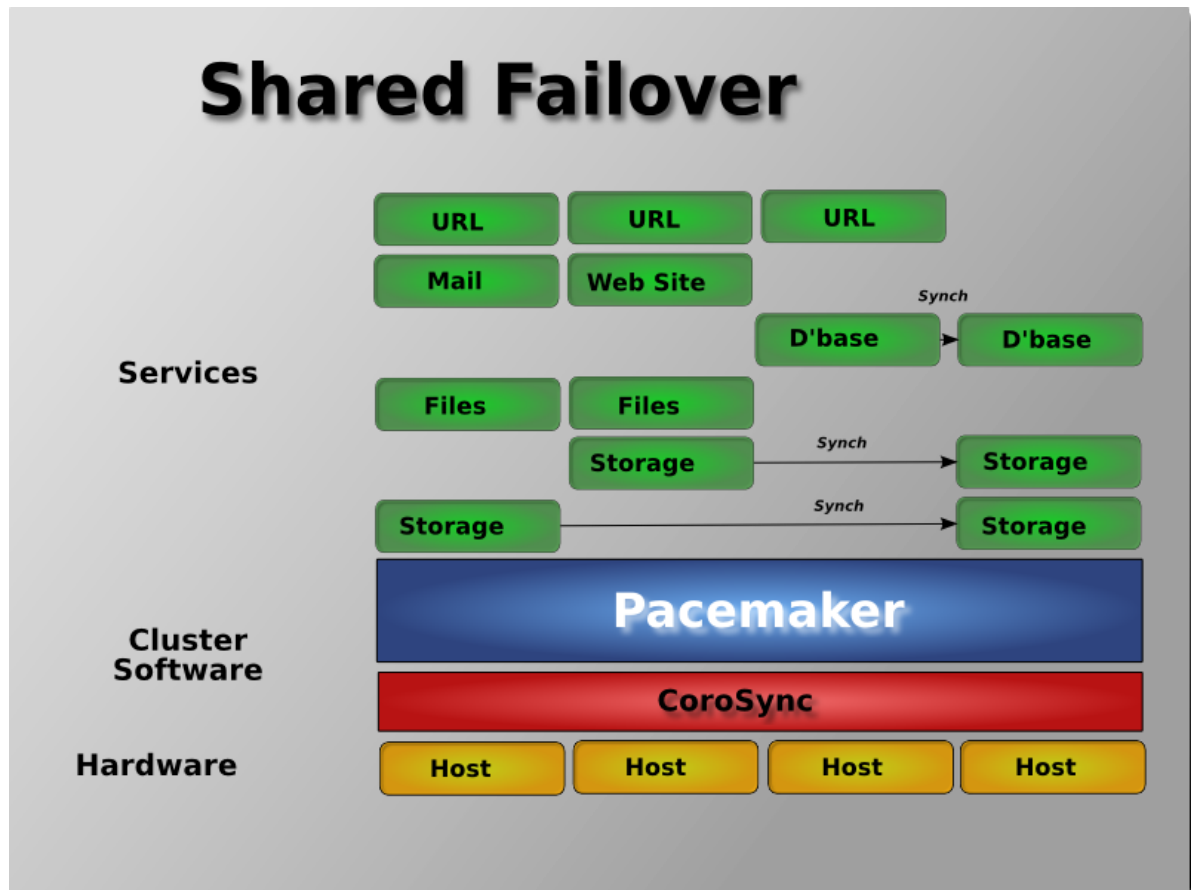 Shared Failover
URL URL URL
Mail Web Site
Synch
D'base D'base
Services
Files Files
Synch
Storage Storage
Synch
Storage Storage
Pacemaker
Cluster
Software
CoroSync
Hardware
Host Host Host Host